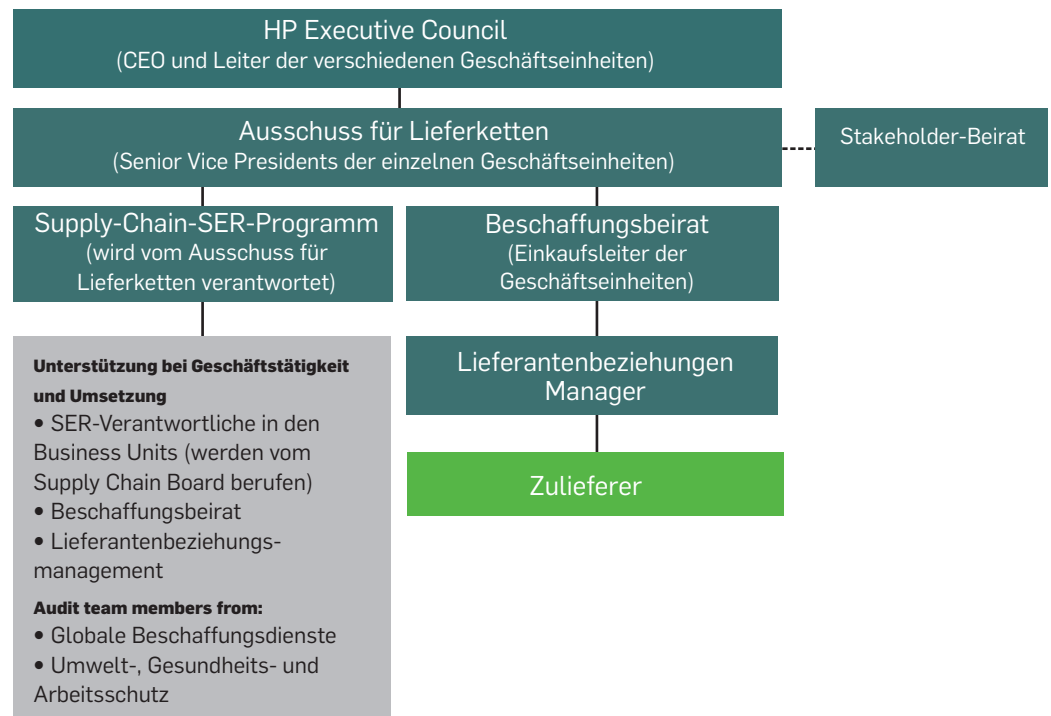 HP Executive Council
(CEO und Leiter der verschiedenen Geschäftseinheiten)
Ausschuss für Lieferketten
(Senior Vice Presidents der einzelnen Geschäftseinheiten)
Stakeholder-Beirat
Supply-Chain-SER-Programm
(wird vom Ausschuss für
Lieferketten verantwortet)
Beschaffungsbeirat
(Einkaufsleiter der
Geschäftseinheiten)
Unterstützung bei Geschäftstätigkeit
und Umsetzung
• SER-Verantwortliche in den
Business Units (werden vom
Supply Chain Board berufen)
• Beschaffungsbeirat
• Lieferantenbeziehungs-
management
Audit team members from:
• Globale Beschaffungsdienste
• Umwelt-, Gesundheits- und
Arbeitsschutz
Lieferantenbeziehungen
Manager
Zulieferer